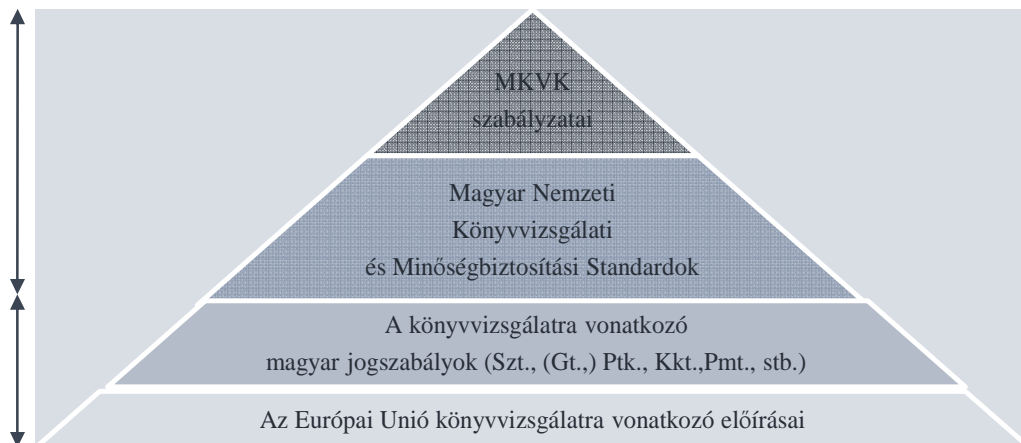 MKVK
szabályzatai
Magyar Nemzeti
Könyvvizsgálati
és Minőségbiztosítási Standardok
A könyvvizsgálatra vonatkozó
magyar jogszabályok (Szt., (Gt.,) Ptk., Kkt.,Pmt., stb.)
Az Európai Unió könyvvizsgálatra vonatkozó előírásai